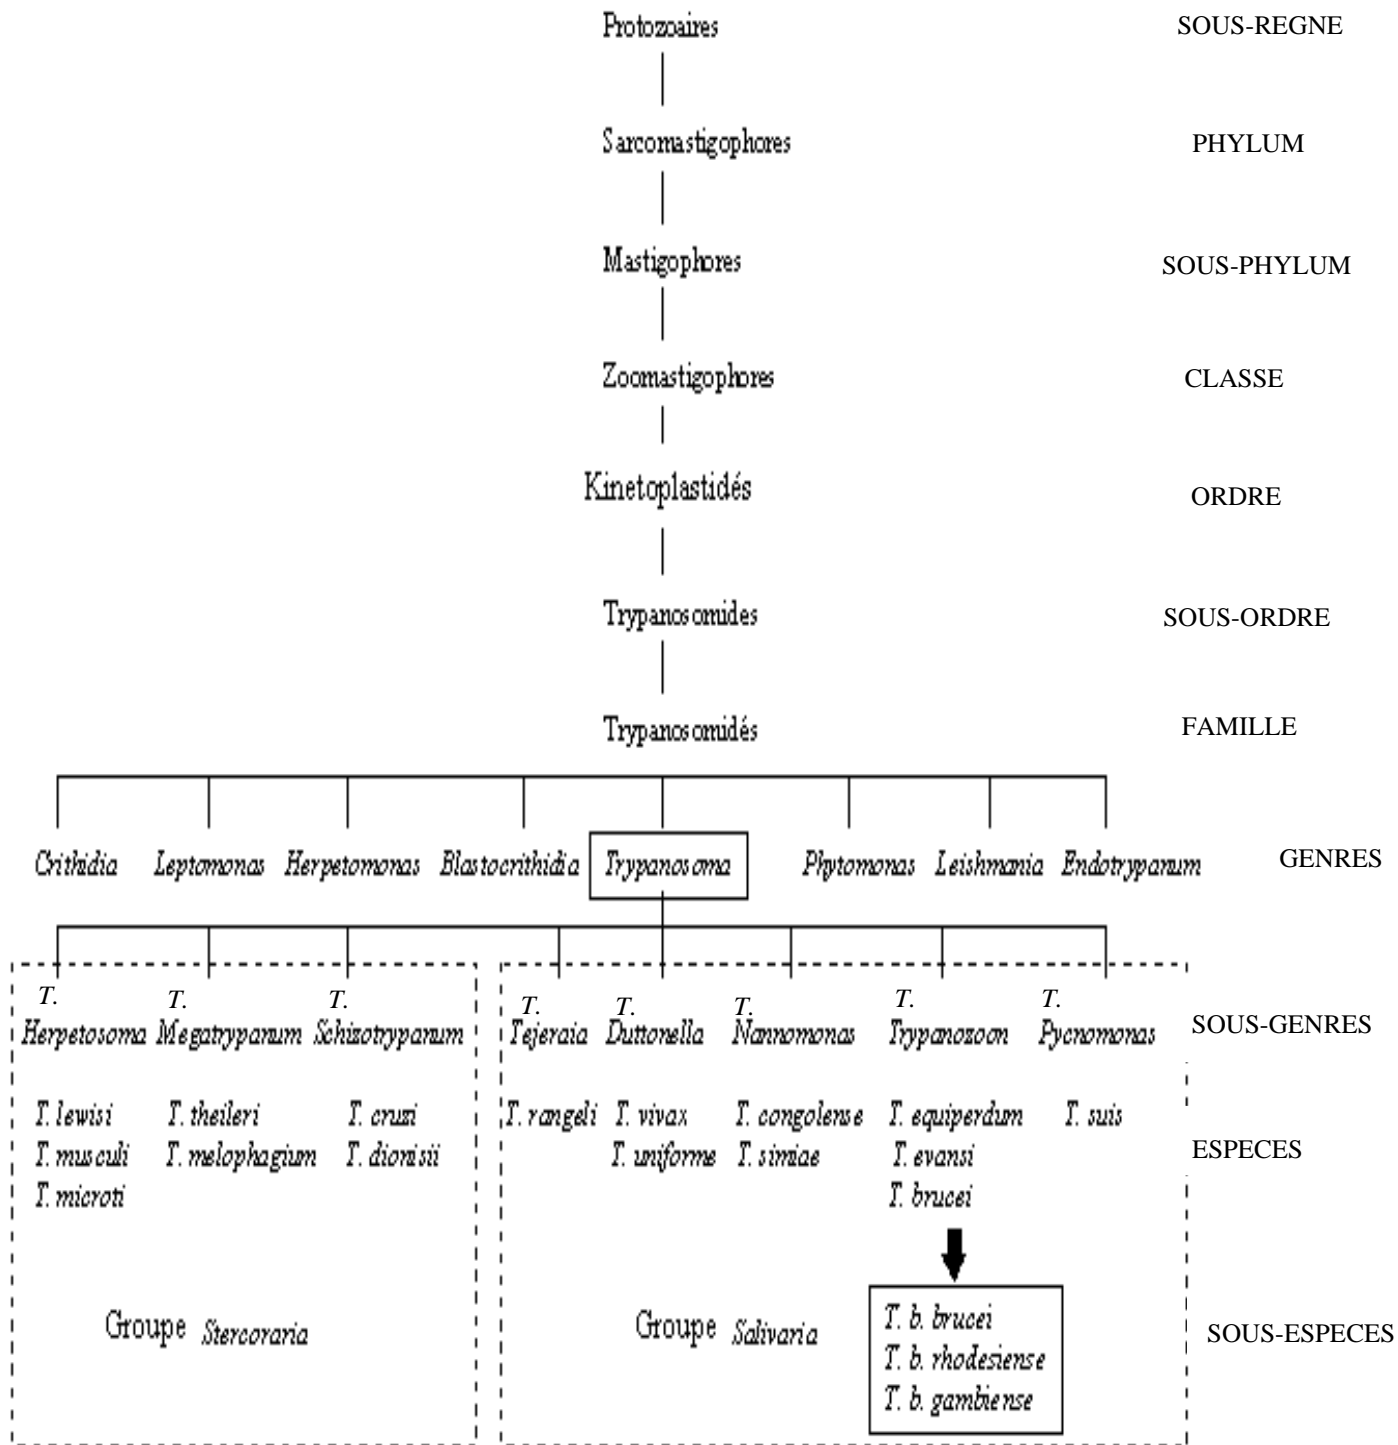 Protozoaires SOUS-REGNE
Sarcomastigophores PHYLUM
Mastigophores SOUS-PHYLUM
Zoomastigophores CLASSE
Kinetoplastidés ORDRE
Trypanosomides SOUS-ORDRE
Trypanosomidés FAMILLE
Crithidia Leptomonas Herpetomonas Blastocrithidia Trypanosoma Phytomonas Leishmania Endotrypanum GENRES
T. T. T. T. T. T. T. T.
Herpetosoma Megatrypanum Schizotrypanum Tejeraia Duttonella Nannomonas Trypanozoon Pycnomonas SOUS-GENRES
T. lewisi T. theileri T. cruzi T. rangeli T. vivax T. congolense T. equiperdum T. suis
T. musculi T. melophagium T. dionisii T. uniforme T. simiae T. evansi ESPECES
T. microti T. brucei
Groupe Stercoraria Groupe Salivaria T. b. brucei SOUS-ESPECES
T. b. rhodesiense
T. b. gambiense